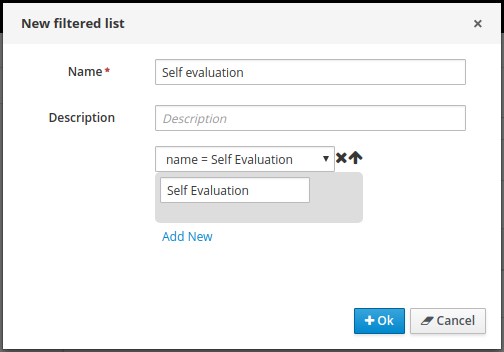 New filtered list
Name* Self evaluation
Description Description
name = Self Evaluation
Self Evaluation
Add New
Ok Cancel